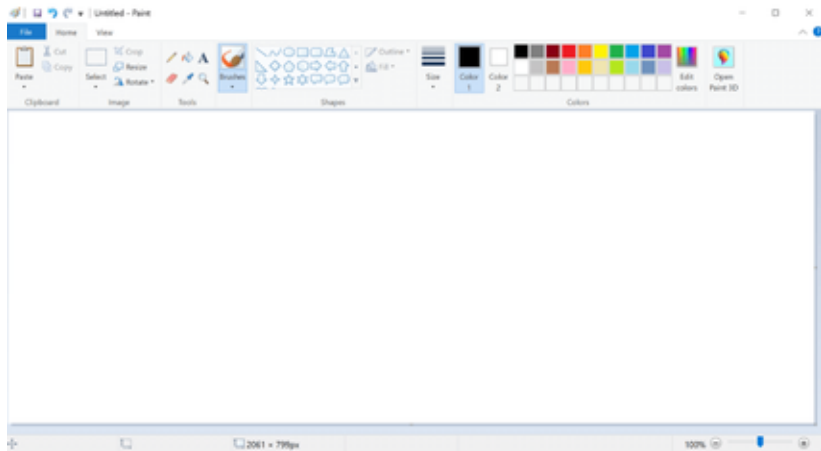 Untitled - Paint
File Home View
Cut Crop Outline
Copy Resize Fill
Paste Select Rotate Brushes Size Color 1 Color 2 Edit colors Open Paint 3D
Clipboard Image Tools Shapes Colors
2061 × 799px 100%